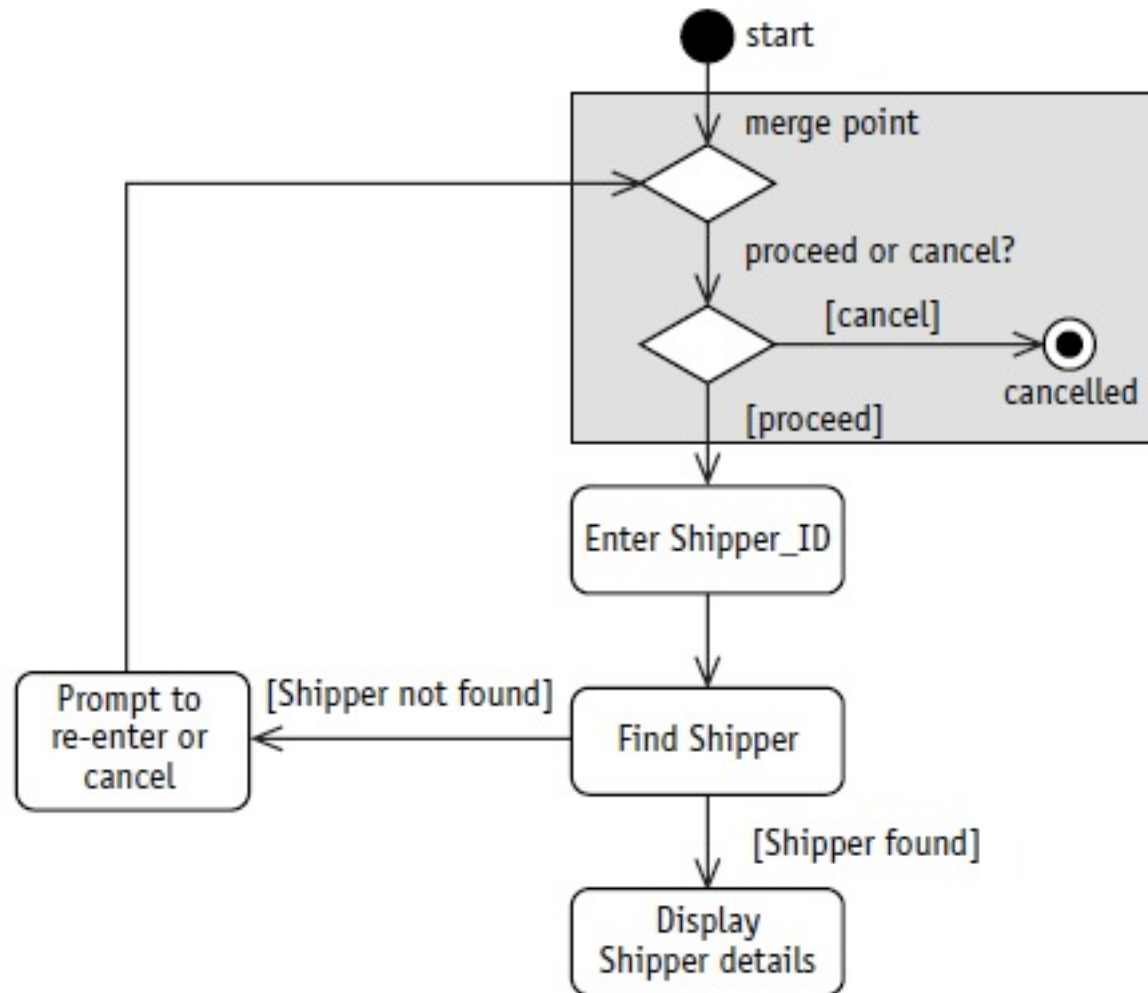 start
merge point
proceed or cancel?
[cancel]
cancelled
[proceed]
Enter Shipper_ID
Prompt to
re-enter or
cancel
[Shipper not found]
Find Shipper
[Shipper found]
Display
Shipper details